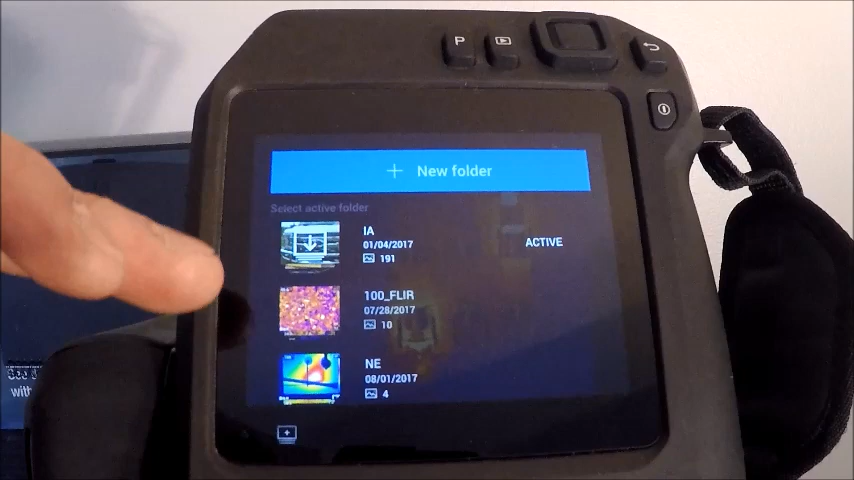 P
New folder
Select active folder
IA
01/04/2017
ACTIVE
191
100_FLIR
07/28/2017
10
NE
08/01/2017
4
with